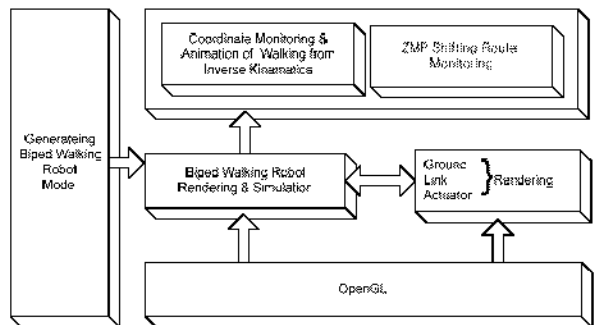 Coordinate Monitoring &
Animation of Walking from
Inverse Kinematics
ZMP Shifting Route
Monitoring
Generateing
Biped Walking
Robot
Mode
Biped Walking Robot
Rendering & Simulation
Ground
Link
Actuator
Rendering
OpenGL